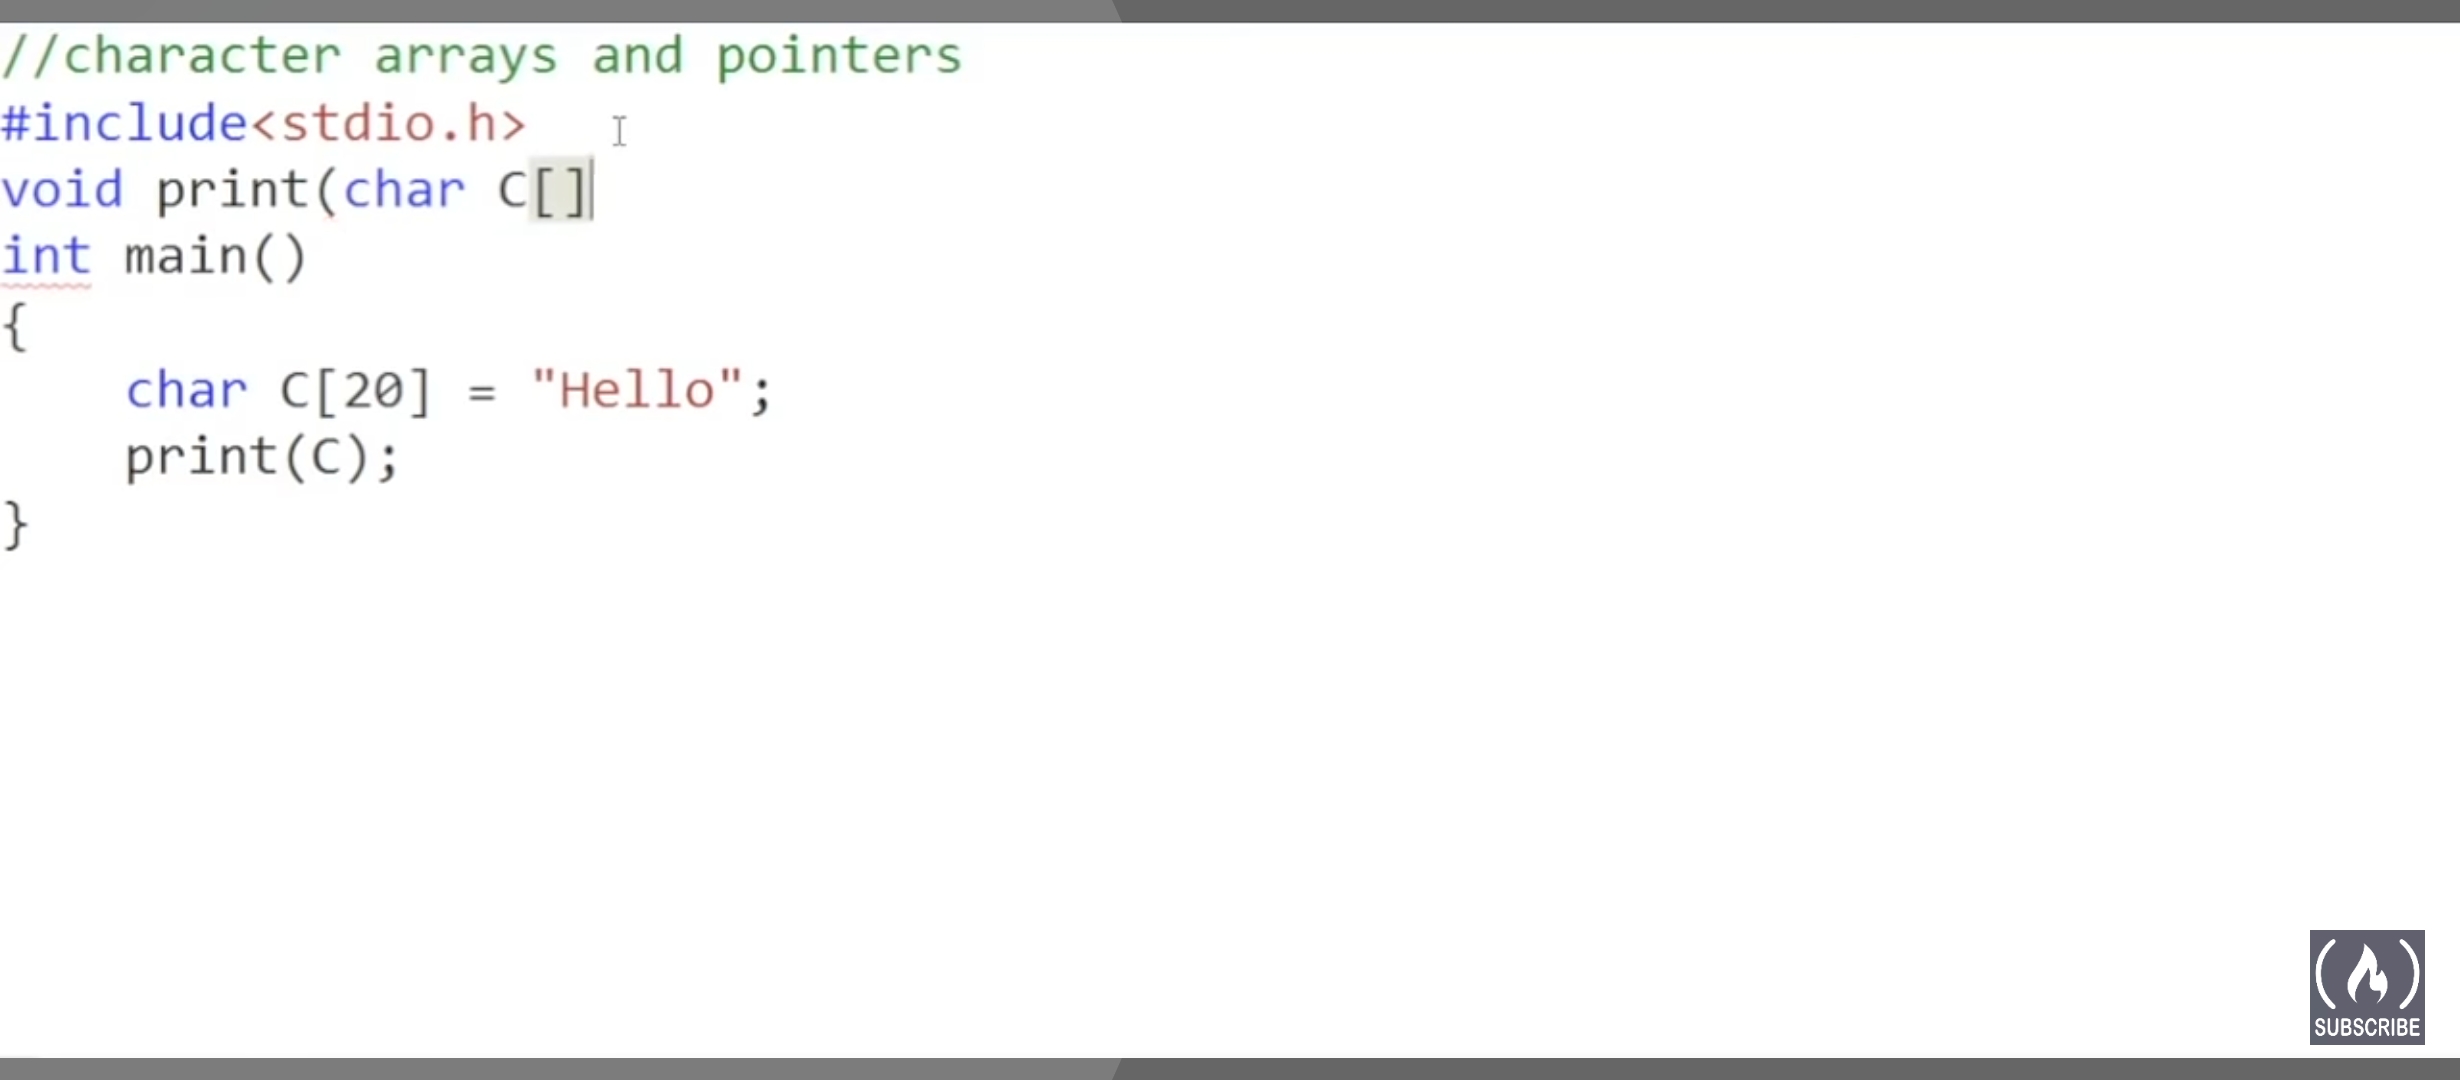 //character arrays and pointers
#include<stdio.h>
void print(char C[]
int main()
{
    char C[20] = "Hello";
    print(C);
}
SUBSCRIBE